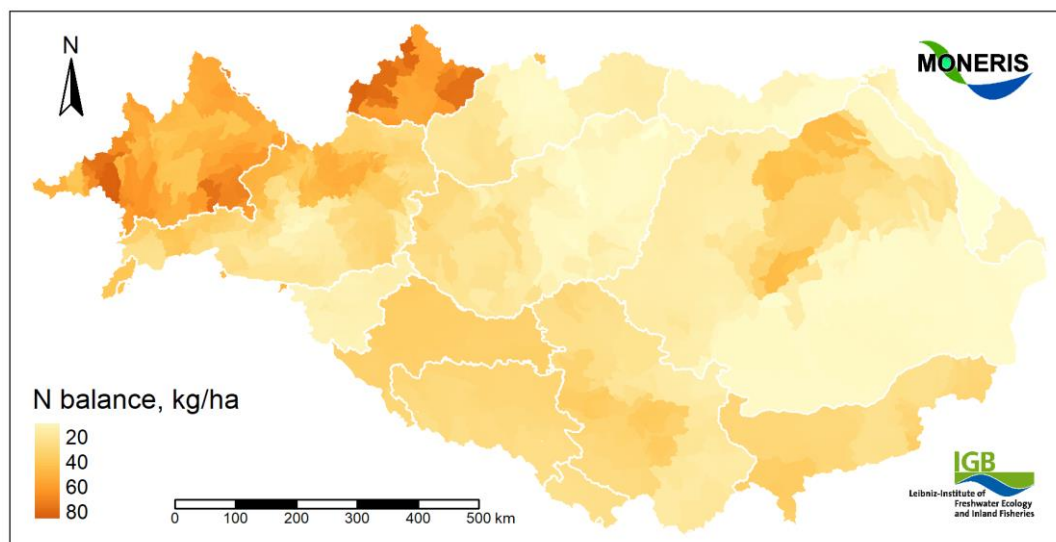 N
MONERIS
N balance, kg/ha
20
40
60
80
0 100 200 300 400 500 km
IGB
Leibniz-Institute of
Freshwater Ecology
and Inland Fisheries